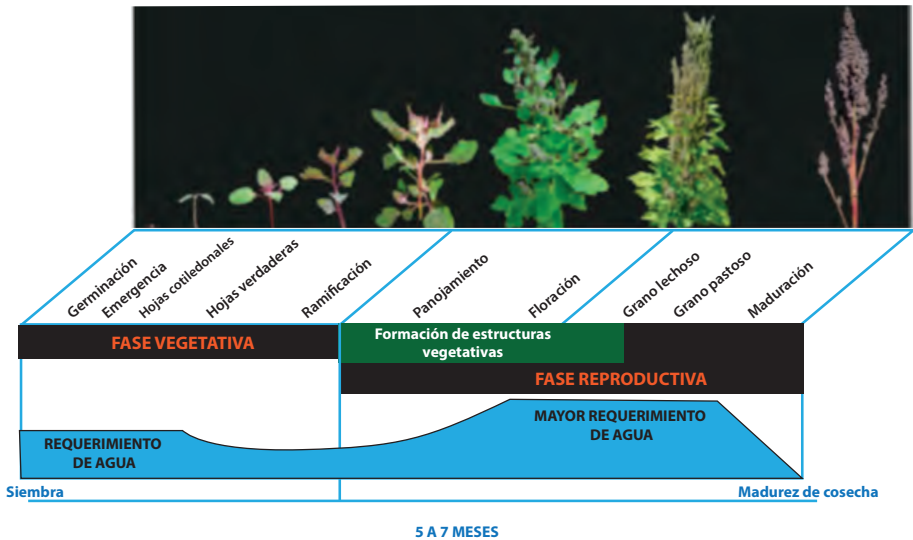 Germinación
Emergencia
Hojas cotiledonales
Hojas verdaderas
Ramificación
Panojamiento
Floración
Grano lechoso
Grano pastoso
Maduración
FASE VEGETATIVA
Formación de estructuras
vegetativas
FASE REPRODUCTIVA
REQUERIMIENTO
DE AGUA
MAYOR REQUERIMIENTO
DE AGUA
Siembra
Madurez de cosecha
5 A 7 MESES